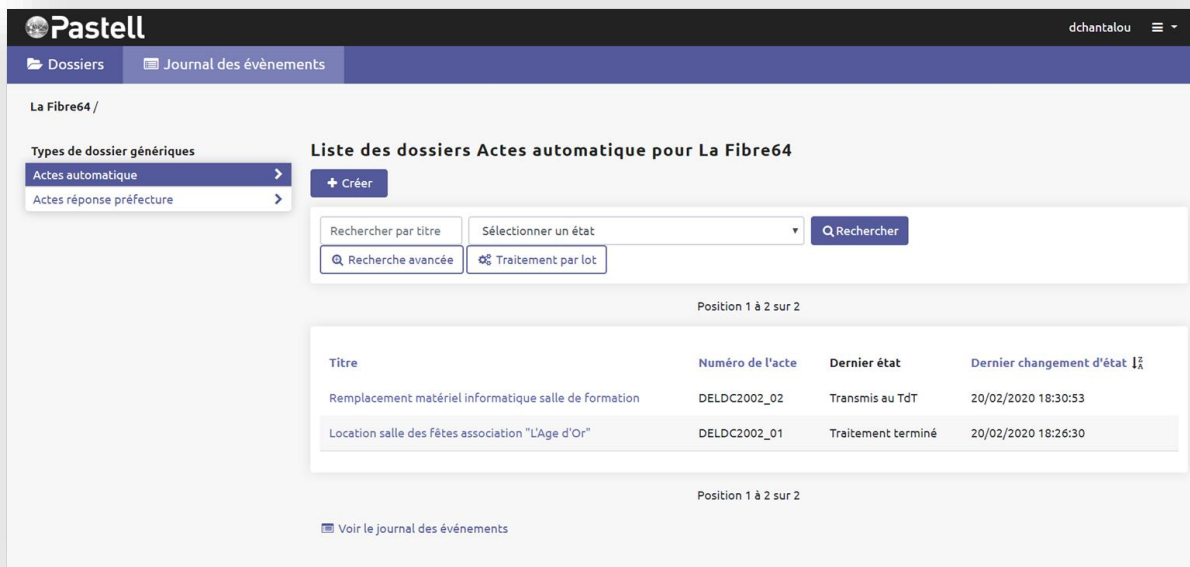 Pastell
dchantalou
Dossiers Journal des évènements
La Fibre64 /
Types de dossier génériques
Actes automatique
Actes réponse préfecture
Liste des dossiers Actes automatique pour La Fibre64
Créer
Rechercher par titre Sélectionner un état Rechercher
Recherche avancée Traitement par lot
Position 1 à 2 sur 2
Titre Numéro de l'acte Dernier état Dernier changement d'état
Remplacement matériel informatique salle de formation DELDC2002_02 Transmis au TdT 20/02/2020 18:30:53
Location salle des fêtes association "L'Age d'Or" DELDC2002_01 Traitement terminé 20/02/2020 18:26:30
Position 1 à 2 sur 2
Voir le journal des événements